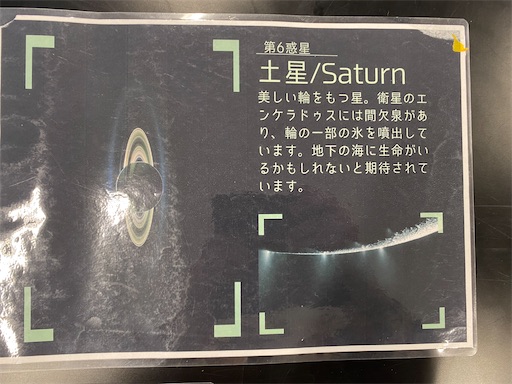 第6惑星
土星/Saturn
美しい輪をもつ星。衛星のエ
ンケラドゥスには間欠泉があ
り、輪の一部の氷を噴出して
います。地下の海に生命がい
るかもしれないと期待されて
います。